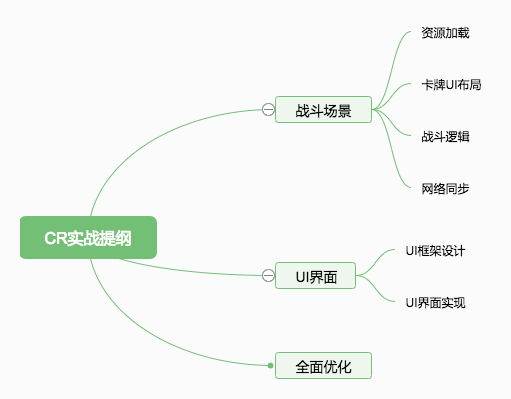 CR实战提纲
战斗场景
资源加载
卡牌UI布局
战斗逻辑
网络同步
UI界面
UI框架设计
UI界面实现
全面优化